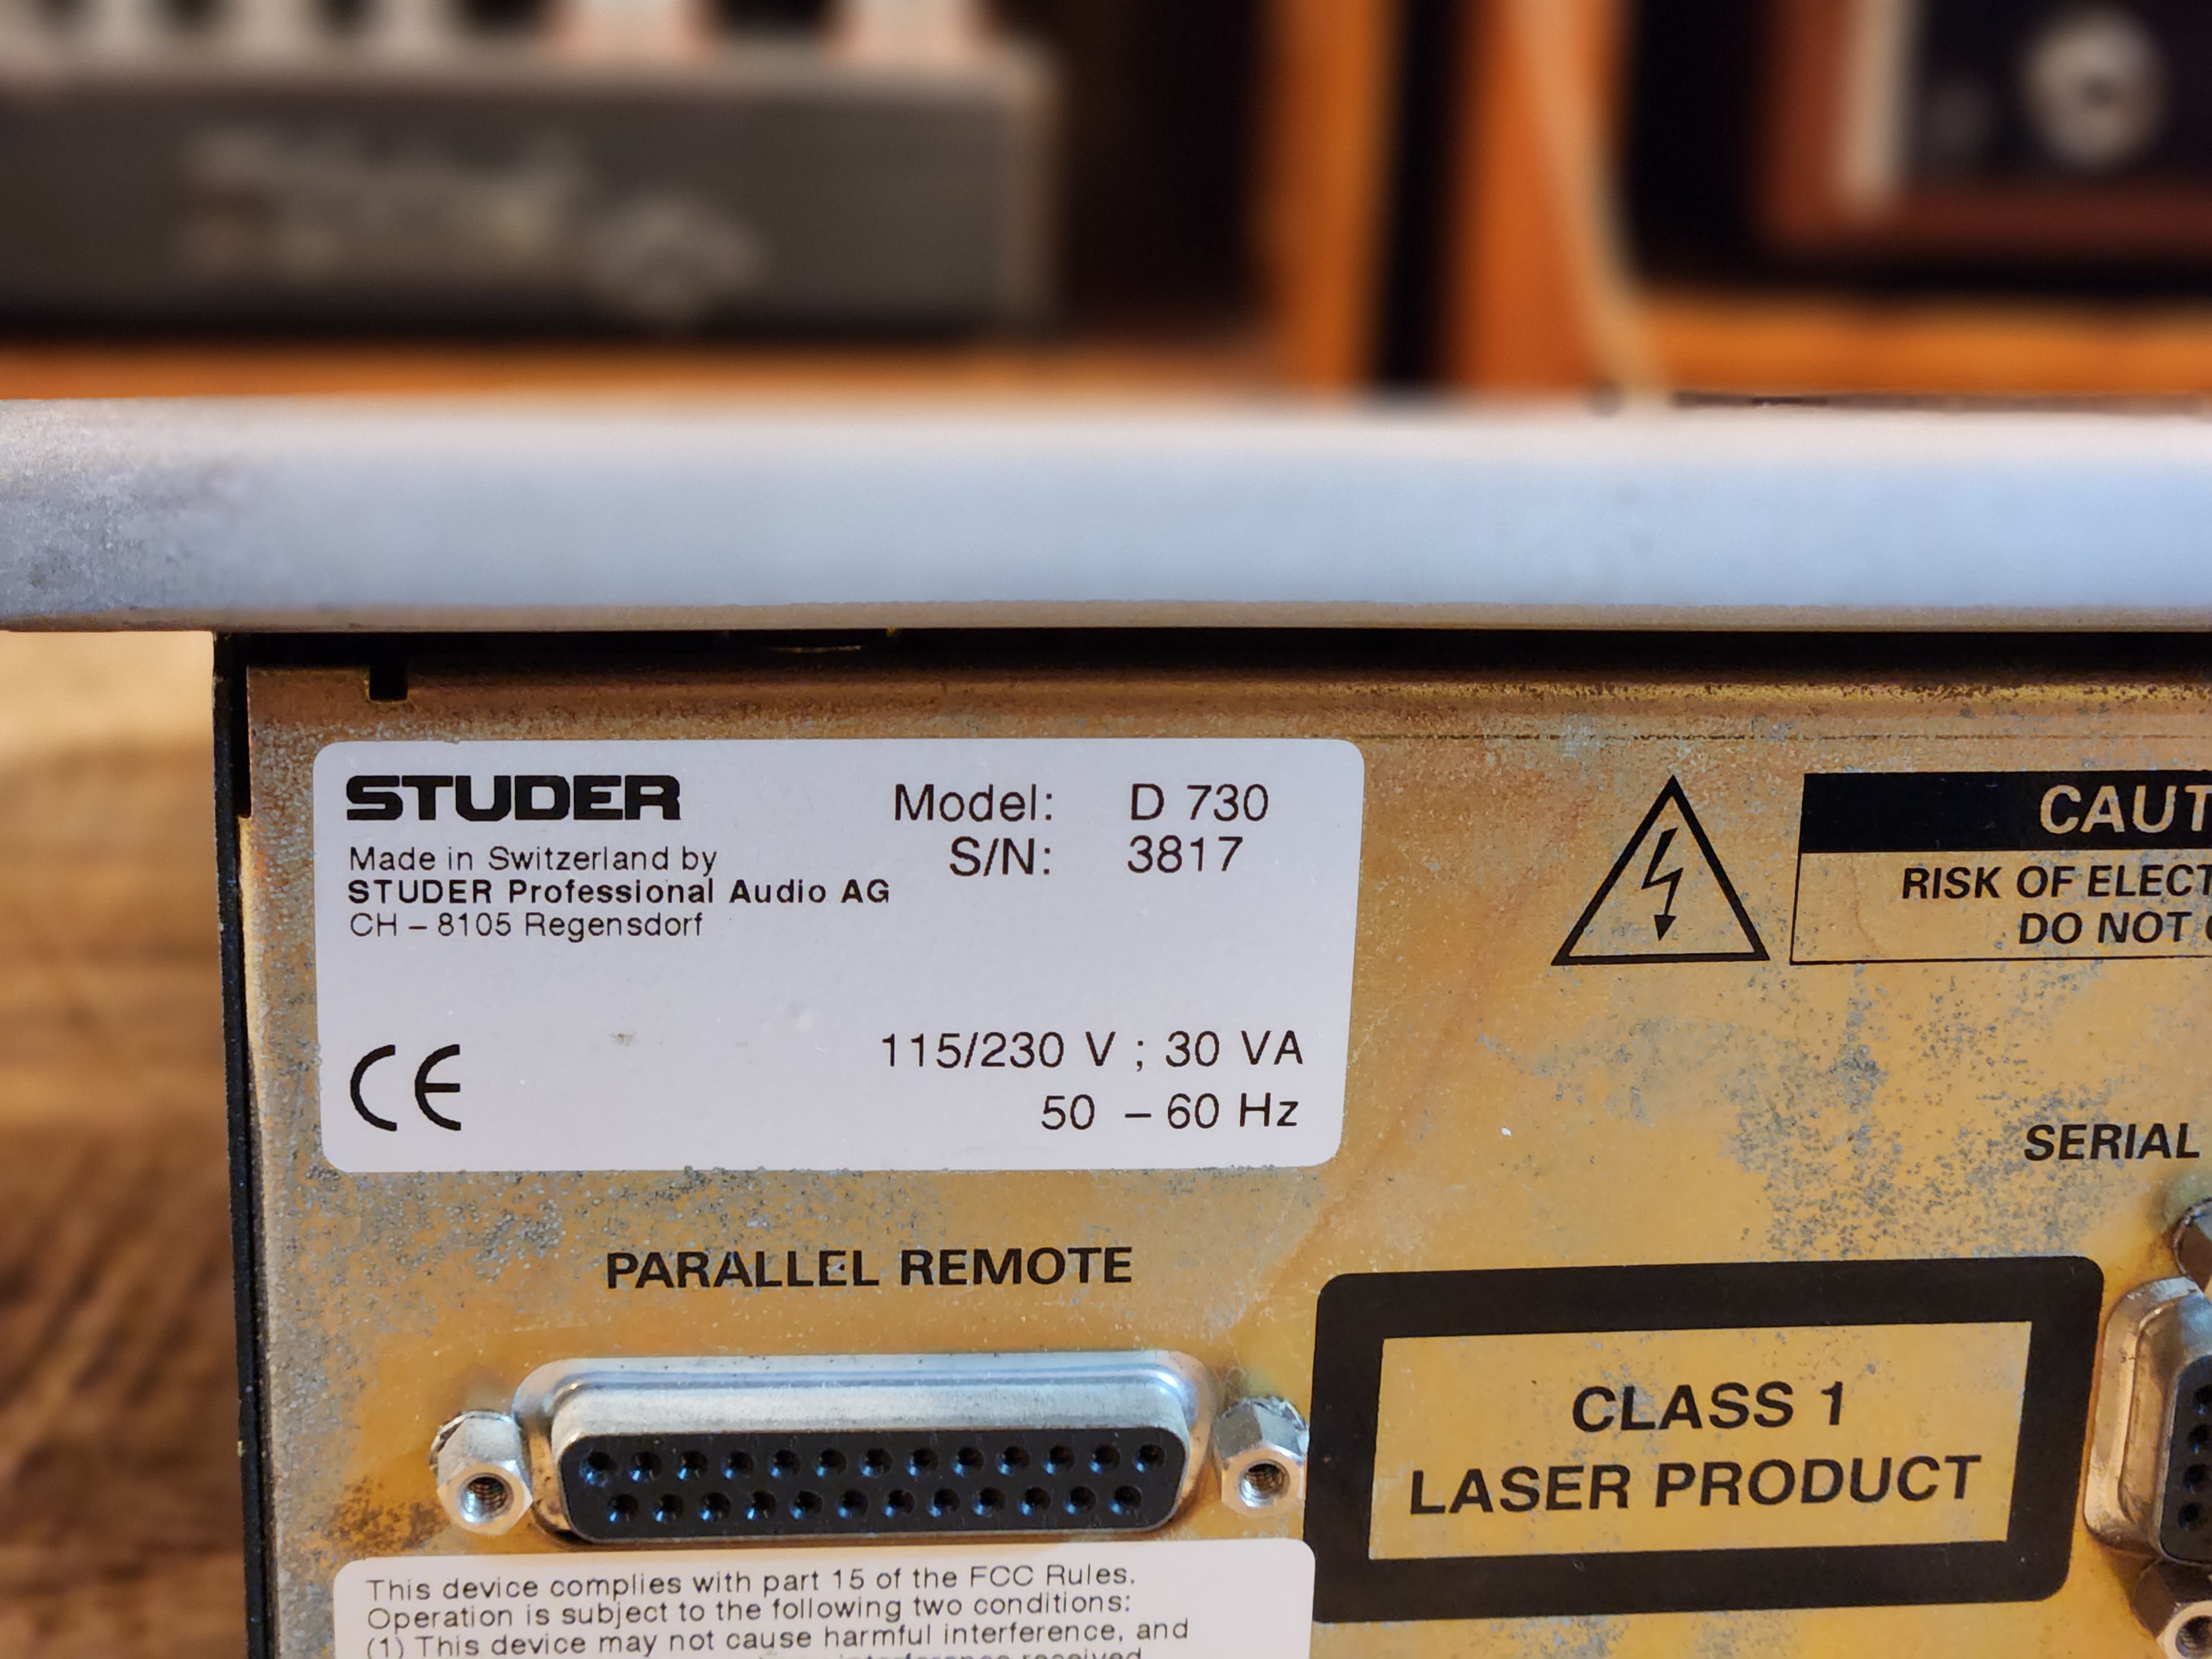 STUDER
Made in Switzerland by
STUDER Professional Audio AG
CH – 8105 Regensdorf
Model: D 730
S/N: 3817
CE
115/230 V ; 30 VA
50 – 60 Hz
CAUT
RISK OF ELECT
DO NOT
SERIAL
PARALLEL REMOTE
CLASS 1
LASER PRODUCT
This device complies with part 15 of the FCC Rules.
Operation is subject to the following two conditions:
(1) This device may not cause harmful interference, and
interference received